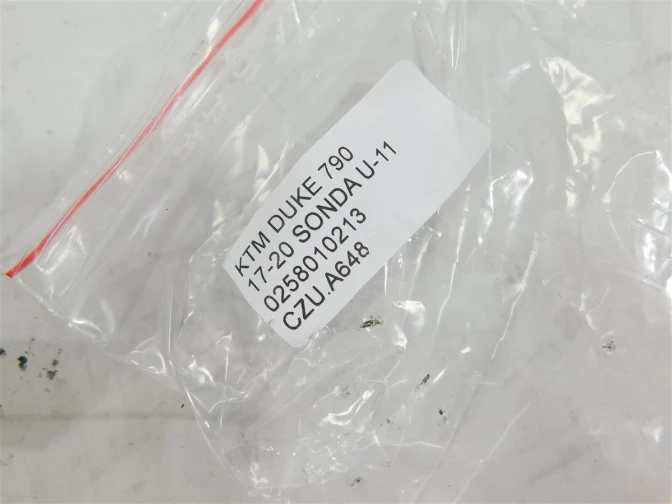 KTM DUKE 790
17-20 SONDA U-11
0258010213
CZU.A648